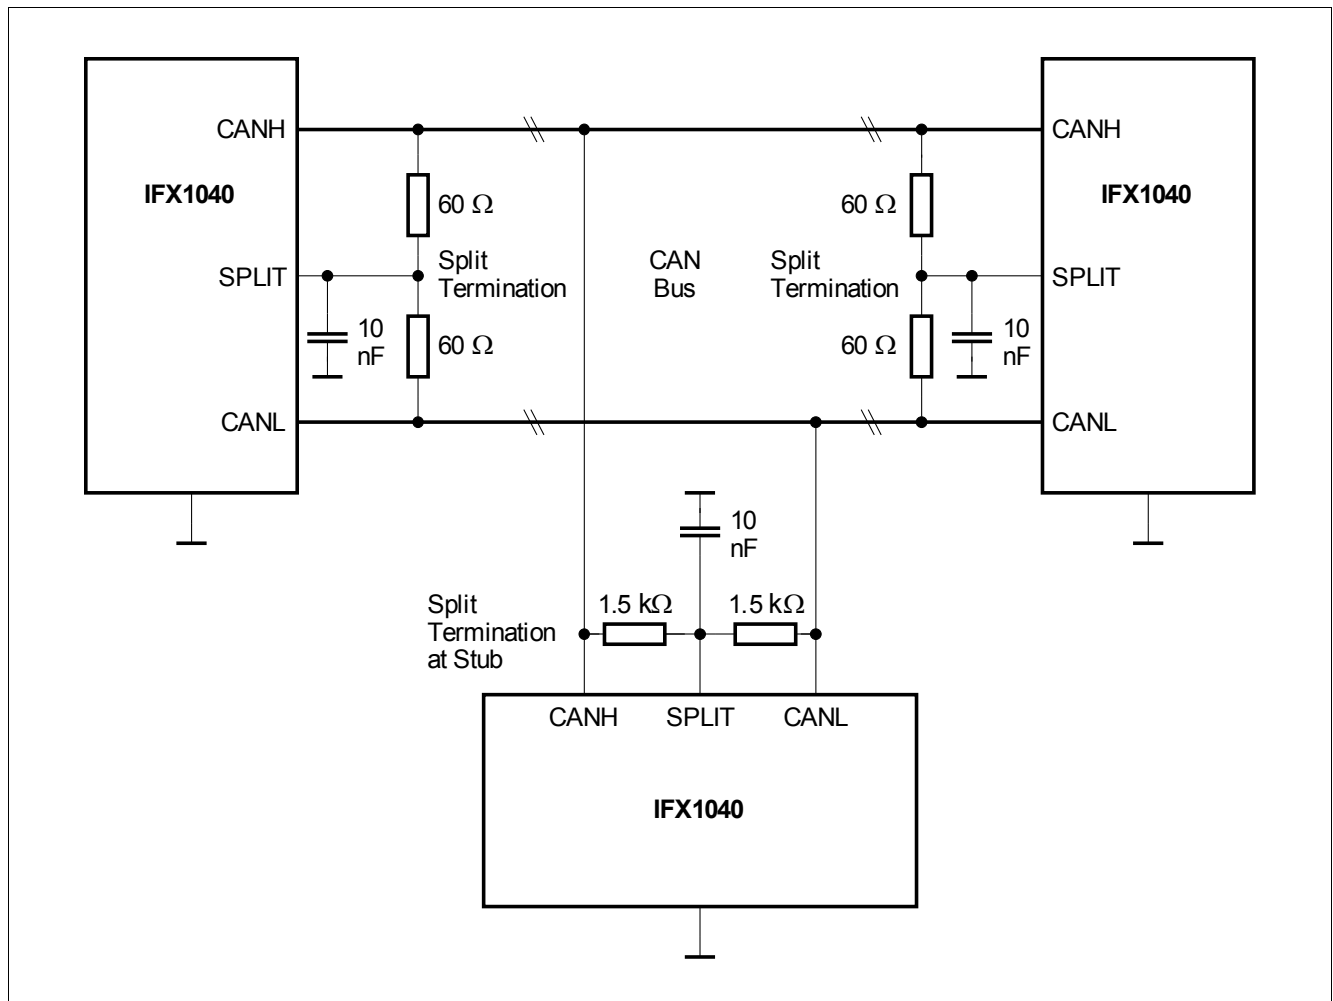 CANH
IFX1040
SPLIT
CANL
60 Ω
Split
Termination
60 Ω
10
nF
CAN
Bus
60 Ω
Split
Termination
60 Ω
10
nF
CANH
IFX1040
SPLIT
CANL
10
nF
Split
Termination
at Stub
1.5 kΩ
1.5 kΩ
CANH
SPLIT
CANL
IFX1040